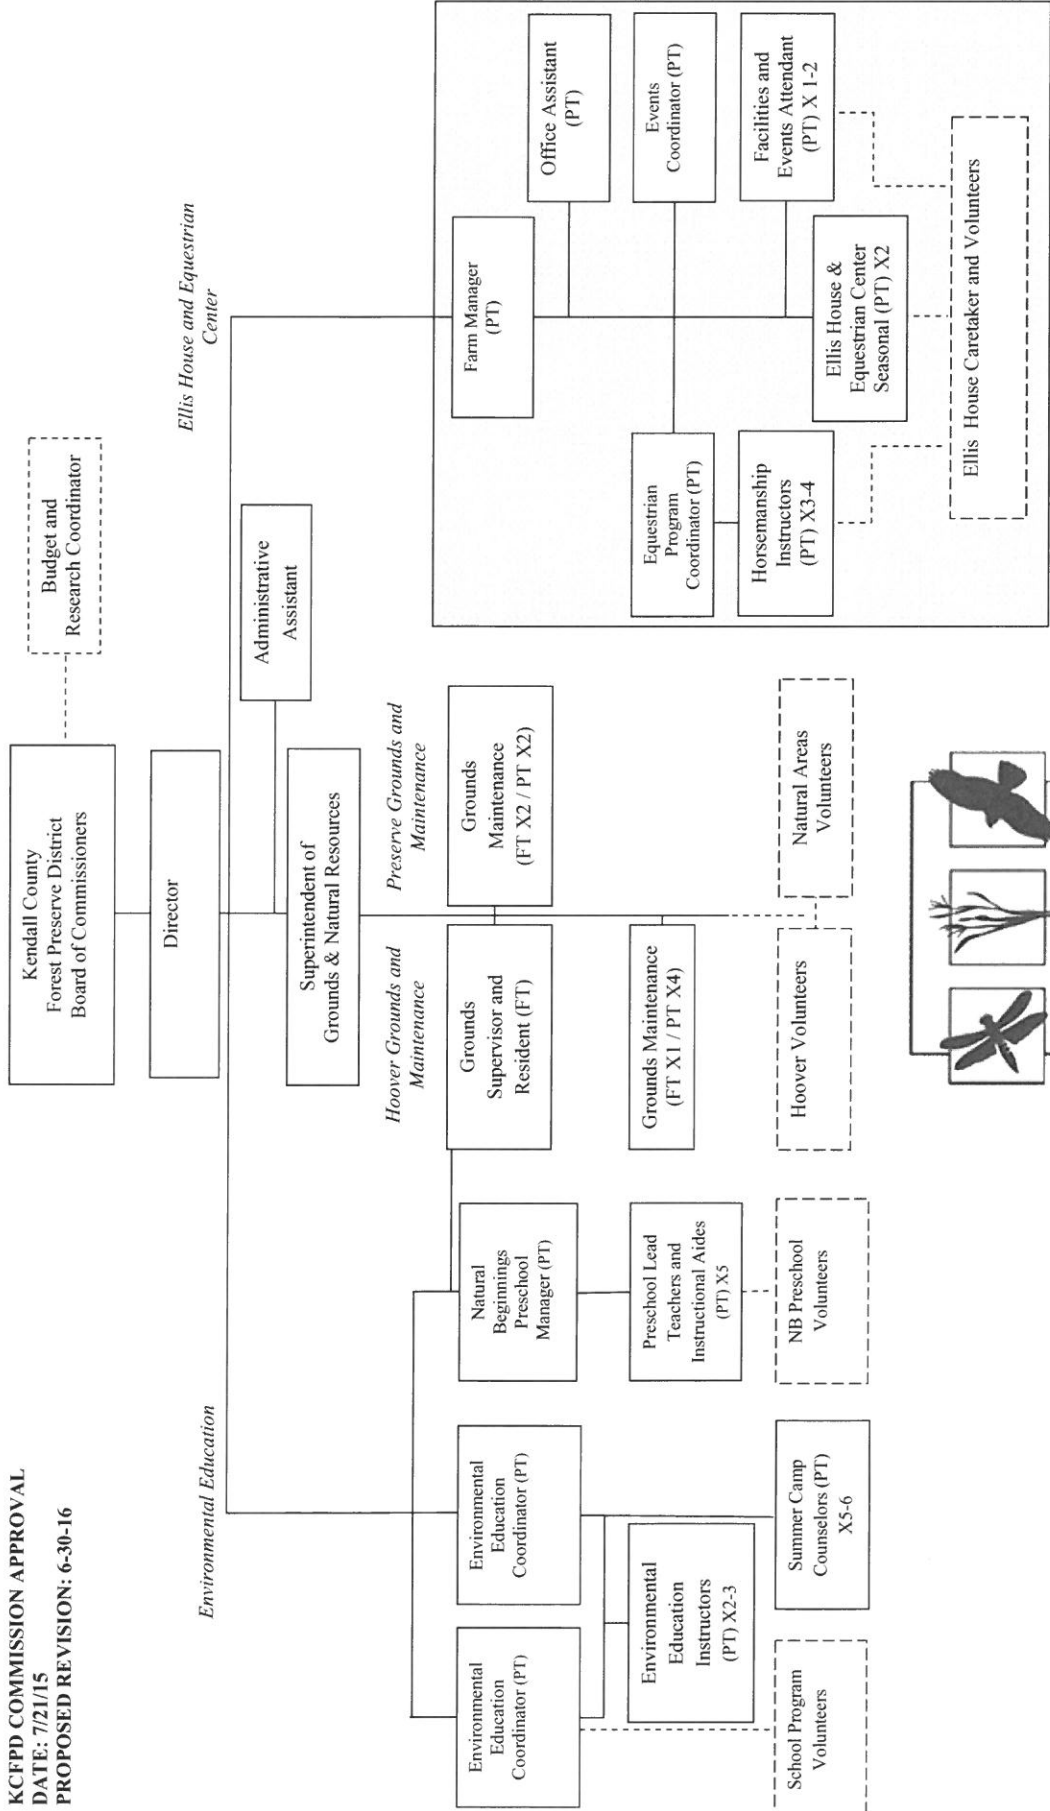 KCFPD COMMISSION APPROVAL
DATE: 7/21/15
PROPOSED REVISION: 6-30-16
Kendall County
Forest Preserve District
Board of Commissioners
Budget and
Research Coordinator
Director
Administrative
Assistant
Superintendent of
Grounds & Natural Resources
Environmental Education
Hoover Grounds and
Maintenance
Preserve Grounds and
Maintenance
Ellis House and Equestrian
Center
Environmental
Education
Coordinator (PT)
Environmental
Education
Coordinator (PT)
Natural
Beginnings
Preschool
Manager (PT)
Grounds
Supervisor and
Resident (FT)
Grounds
Maintenance
(FT X2 / PT X2)
Environmental
Education
Instructors
(PT) X2-3
Preschool Lead
Teachers and
Instructional Aides
(PT) X5
Grounds Maintenance
(FT X1 / PT X4)
School Program
Volunteers
Summer Camp
Counselors (PT)
X5-6
NB Preschool
Volunteers
Hoover Volunteers
Natural Areas
Volunteers
Farm Manager
(PT)
Office Assistant
(PT)
Equestrian
Program
Coordinator (PT)
Events
Coordinator (PT)
Horsemanship
Instructors
(PT) X3-4
Facilities and
Events Attendant
(PT) X 1-2
Ellis House &
Equestrian Center
Seasonal (PT) X2
Ellis House Caretaker and Volunteers